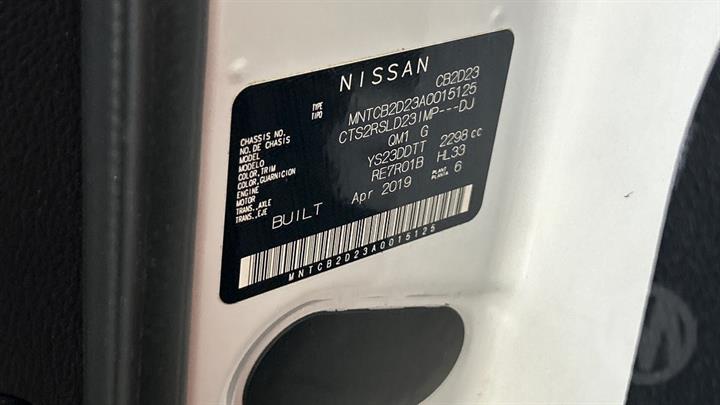 NISSAN
TYPE
TIPO
CB2D23
CHASSIS NO.
NO. DE CHASIS
MNTCB2D23A0015125
MODEL
MODELO
CTS2RSLD23IMP---DJ
COLOR,TRIM
COLOR,GUARNICION
QM1 G
ENGINE
MOTOR
YS23DDTT 2298 cc
TRANS.,AXLE
TRANS.,EJE
RE7R01B HL33
BUILT Apr 2019
PLANT
PLANTA
6
MNTCB2D23A0015125